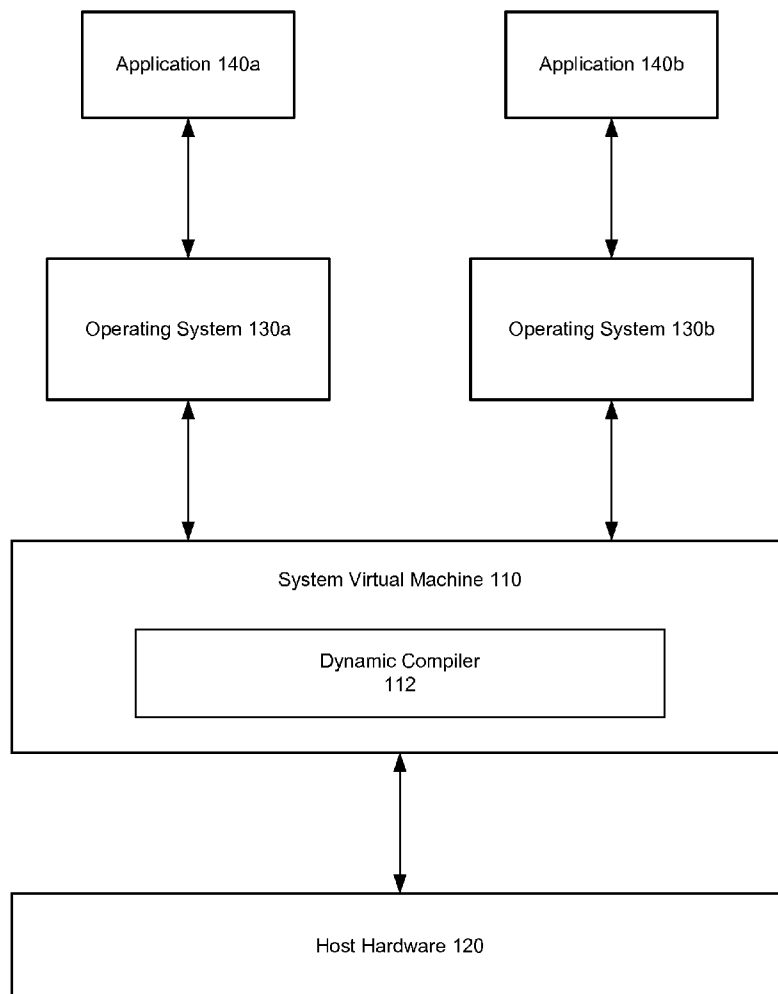 Application 140a
Application 140b
Operating System 130a
Operating System 130b
System Virtual Machine 110
Dynamic Compiler
112
Host Hardware 120